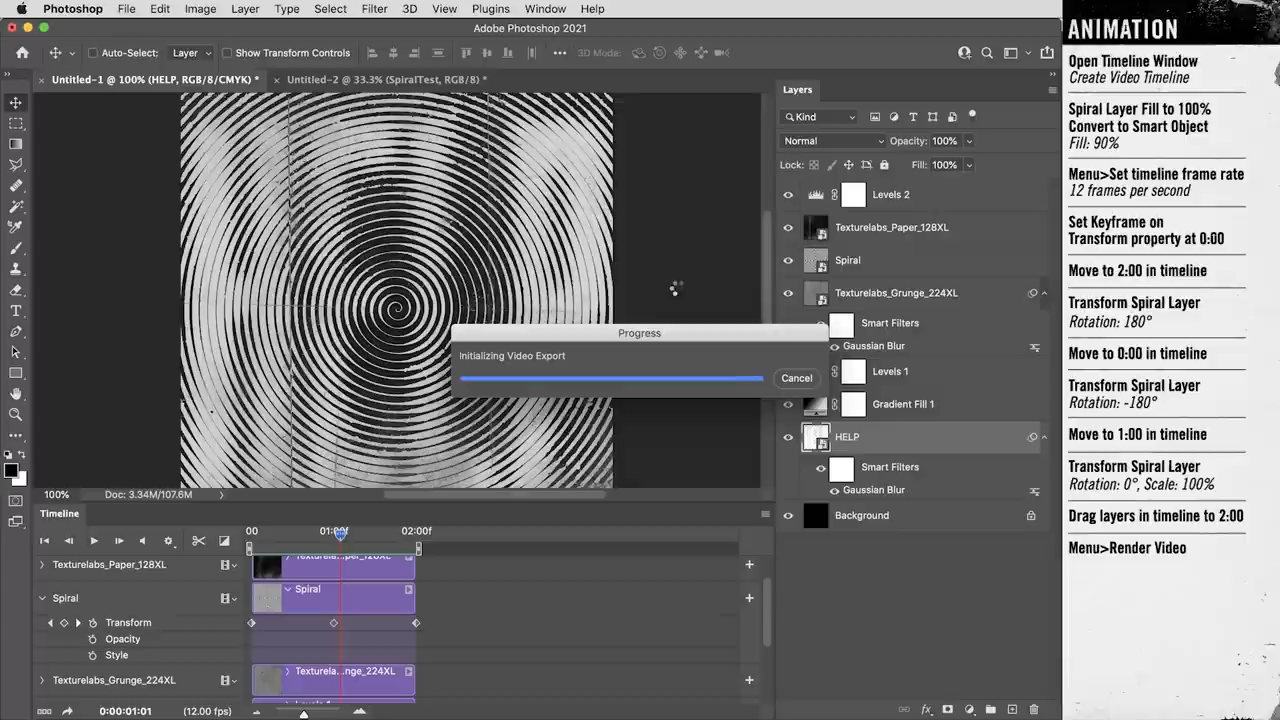 Photoshop File Edit Image Layer Type Select Filter 3D View Plugins Window Help
Adobe Photoshop 2021
Auto-Select: Layer Show Transform Controls 3D Mode:
Untitled-1 @ 100% (HELP, RGB/8/CMYK) * Untitled-2 @ 33.3% (SpiralTest, RGB/8) *
Layers
Kind
Normal Opacity: 100%
Lock: Fill: 100%
Levels 2
Texturelabs_Paper_128XL
Spiral
Texturelabs_Grunge_224XL
Smart Filters
Gaussian Blur
Levels 1
Gradient Fill 1
HELP
Smart Filters
Gaussian Blur
Background
Progress
Initializing Video Export
Cancel
100% Doc: 3.34M/107.6M
Timeline
00 01:00f 02:00f
Texturelabs_Paper_128XL
Spiral Spiral
Transform
Opacity
Style
Texturelabs_Grunge_224XL Texturela...nge_224XL
Levels 1
0:00:01:01 (12.00 fps)
ANIMATION
Open Timeline Window
Create Video Timeline
Spiral Layer Fill to 100%
Convert to Smart Object
Fill: 90%
Menu>Set timeline frame rate
12 frames per second
Set Keyframe on
Transform property at 0:00
Move to 2:00 in timeline
Transform Spiral Layer
Rotation: 180°
Move to 0:00 in timeline
Transform Spiral Layer
Rotation: -180°
Move to 1:00 in timeline
Transform Spiral Layer
Rotation: 0°, Scale: 100%
Drag layers in timeline to 2:00
Menu>Render Video